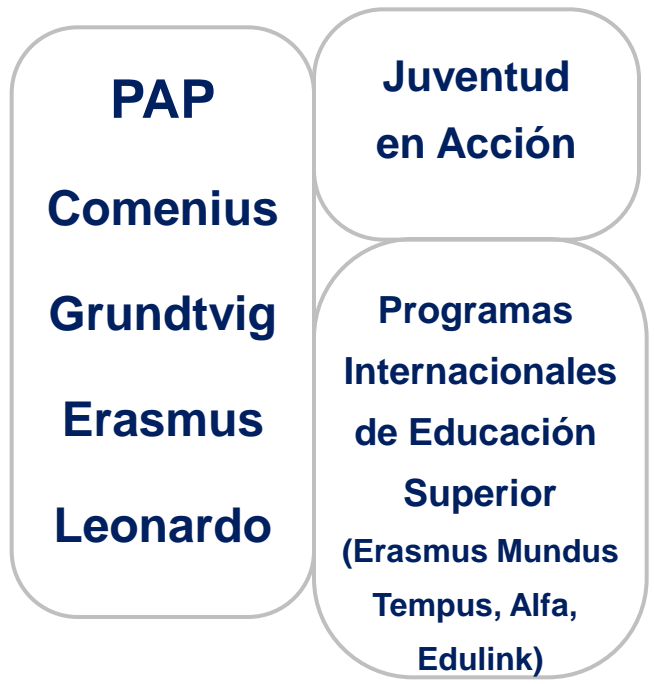 PAP
Comenius
Grundtvig
Erasmus
Leonardo
Juventud
en Acción
Programas
Internacionales
de Educación
Superior
(Erasmus Mundus
Tempus, Alfa,
Edulink)